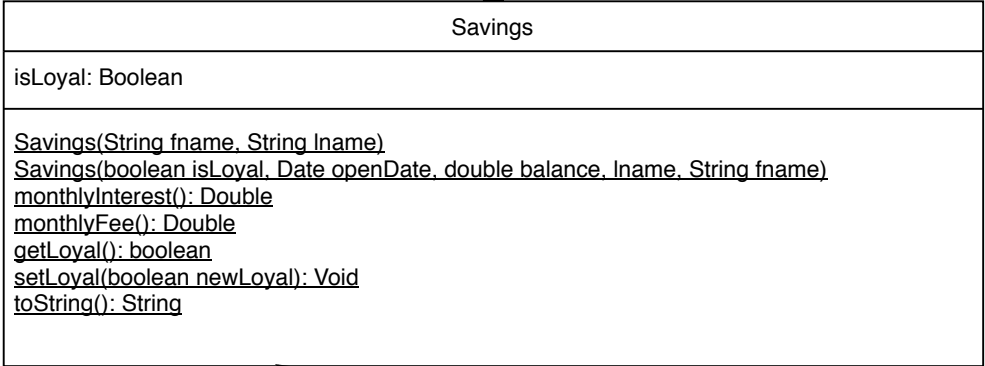 Savings
isLoyal: Boolean
Savings(String fname, String lname)
Savings(boolean isLoyal, Date openDate, double balance, lname, String fname)
monthlyInterest(): Double
monthlyFee(): Double
getLoyal(): boolean
setLoyal(boolean newLoyal): Void
toString(): String